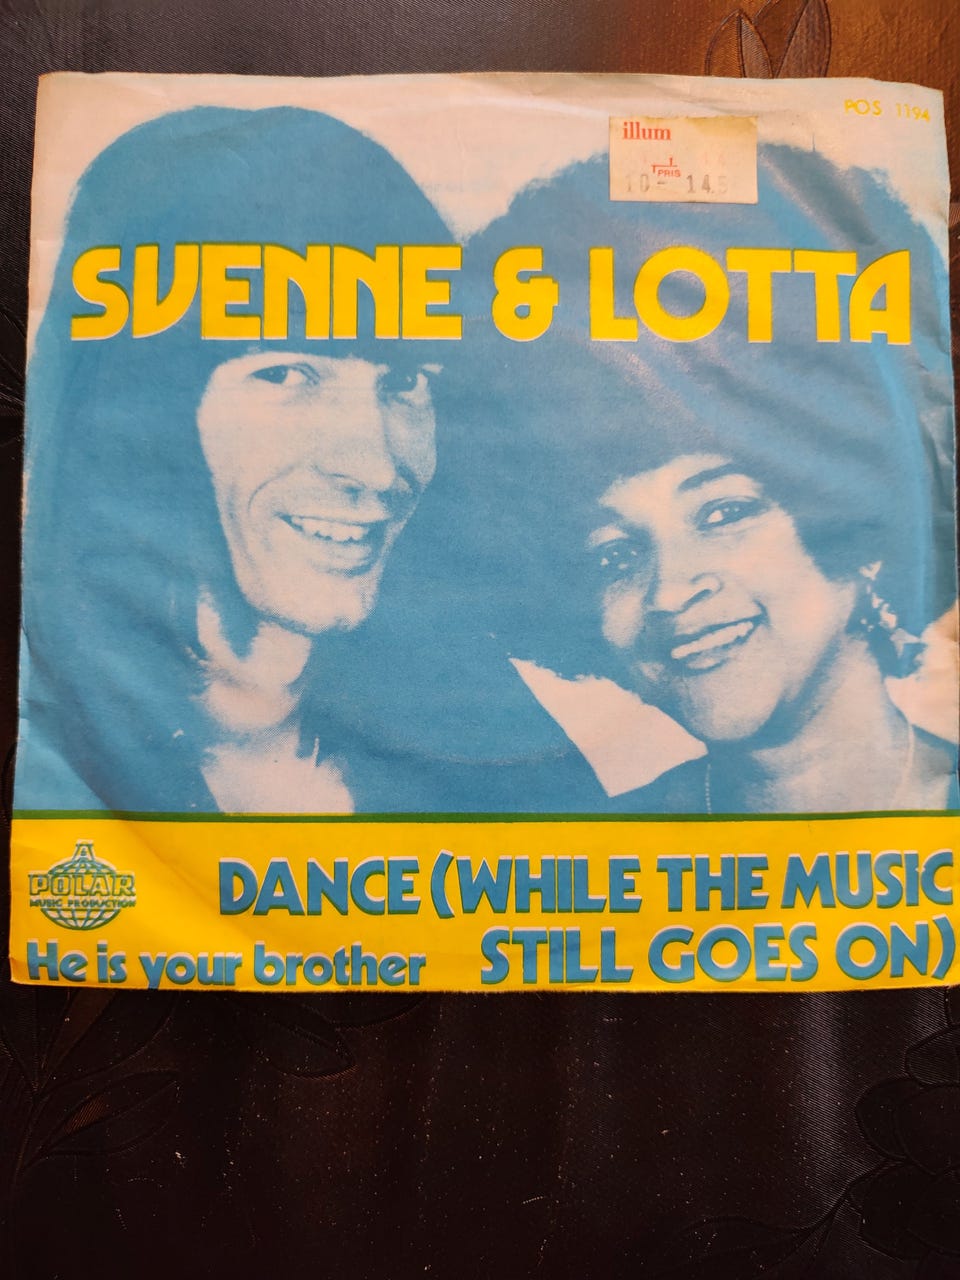 POS 1194
illum
1
PRIS
SVENNE & LOTTA
A
POLAR
MUSIC PRODUCTION
DANCE (WHILE THE MUSIC
STILL GOES ON)
He is your brother